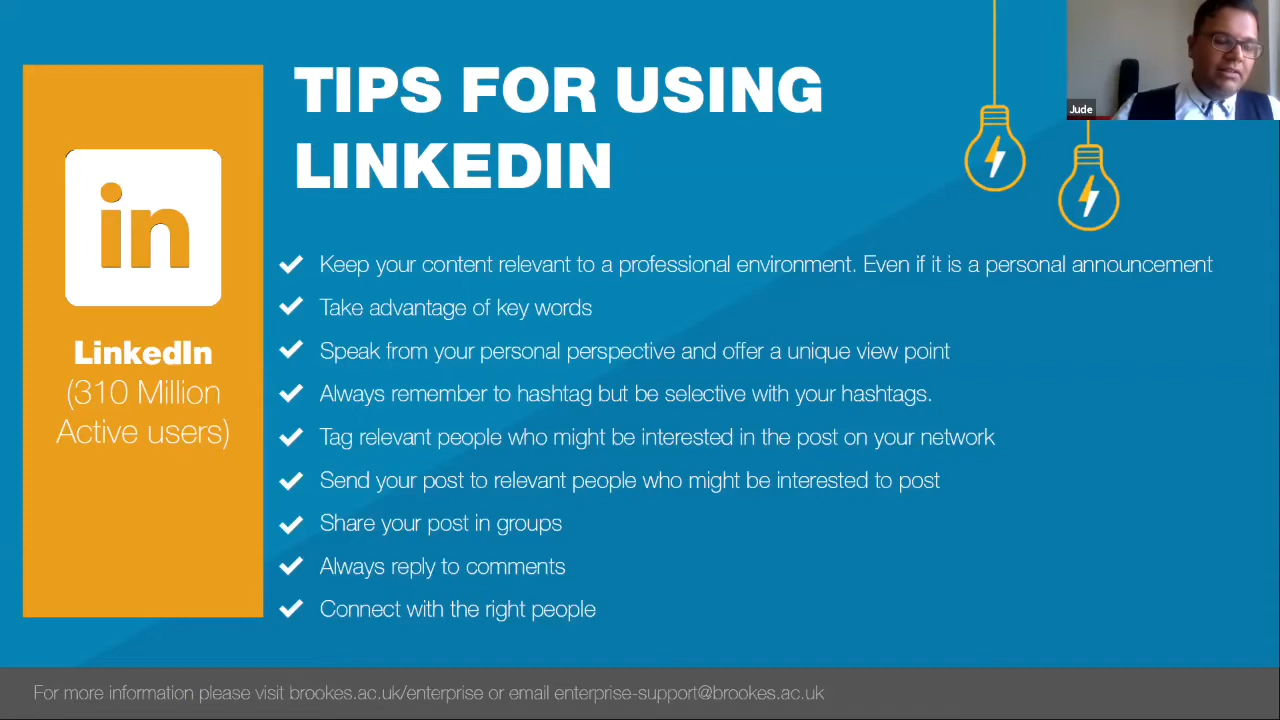 TIPS FOR USING
LINKEDIN
Jude
in
LinkedIn
(310 Million
Active users)
Keep your content relevant to a professional environment. Even if it is a personal announcement
Take advantage of key words
Speak from your personal perspective and offer a unique view point
Always remember to hashtag but be selective with your hashtags.
Tag relevant people who might be interested in the post on your network
Send your post to relevant people who might be interested to post
Share your post in groups
Always reply to comments
Connect with the right people
For more information please visit brookes.ac.uk/enterprise or email enterprise-support@brookes.ac.uk